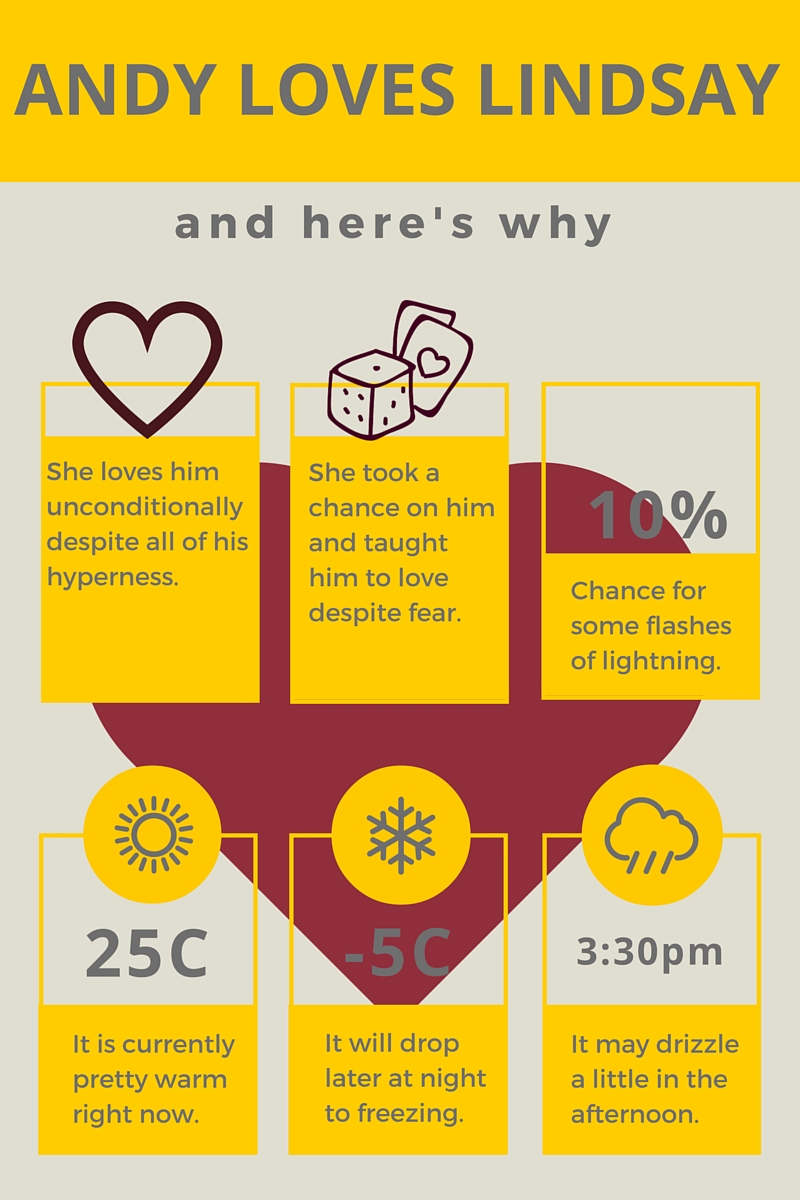 ANDY LOVES LINDSAY
and here's why
She loves him
unconditionally
despite all of his
hyperness.
She took a
chance on him
and taught
him to love
despite fear.
10%
Chance for
some flashes
of lightning.
25C
It is currently
pretty warm
right now.
-5C
It will drop
later at night
to freezing.
3:30pm
It may drizzle
a little in the
afternoon.